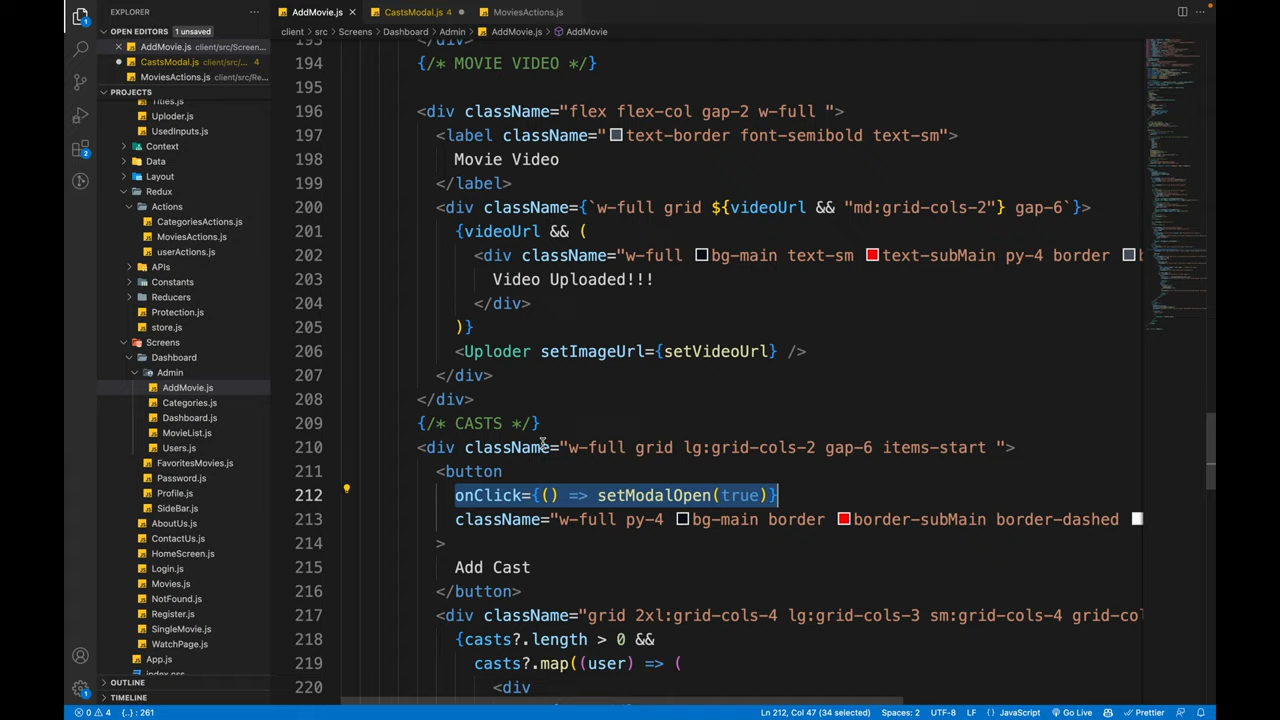 EXPLORER
AddMovie.js
CastsModal.js 4
MoviesActions.js
OPEN EDITORS 1 unsaved
client > src > Screens > Dashboard > Admin > AddMovie.js > AddMovie
AddMovie.js client/src/Screen...
CastsModal.js client/src/... 4
MoviesActions.js client/src/Re...
PROJECTS
Titles.js
Uploder.js
UsedInputs.js
Context
Data
Layout
Redux
Actions
CategoriesActions.js
MoviesActions.js
userActions.js
APIs
Constants
Reducers
Protection.js
store.js
Screens
Dashboard
Admin
AddMovie.js
Categories.js
Dashboard.js
MovieList.js
Users.js
FavoritesMovies.js
Password.js
Profile.js
SideBar.js
AboutUs.js
ContactUs.js
HomeScreen.js
Login.js
Movies.js
NotFound.js
Register.js
SingleMovie.js
WatchPage.js
App.js
index.css
OUTLINE
TIMELINE
193 </div>
194 {/* MOVIE VIDEO */}
195
196 <div className="flex flex-col gap-2 w-full ">
197 <label className="text-border font-semibold text-sm">
198 Movie Video
199 </label>
200 <div className={`w-full grid ${videoUrl && "md:grid-cols-2"} gap-6`}>
201 {videoUrl && (
202 <div className="w-full bg-main text-sm text-subMain py-4 border b
203 Video Uploaded!!!
204 </div>
205 )}
206 <Uploder setImageUrl={setVideoUrl} />
207 </div>
208 </div>
209 {/* CASTS */}
210 <div className="w-full grid lg:grid-cols-2 gap-6 items-start ">
211 <button
212 onClick={() => setModalOpen(true)}
213 className="w-full py-4 bg-main border border-subMain border-dashed
214 >
215 Add Cast
216 </button>
217 <div className="grid 2xl:grid-cols-4 lg:grid-cols-3 sm:grid-cols-4 grid-co
218 {casts?.length > 0 &&
219 casts?.map((user) => (
220 <div
0 4 {..} : 261 Ln 212, Col 47 (34 selected) Spaces: 2 UTF-8 LF JavaScript Go Live Prettier